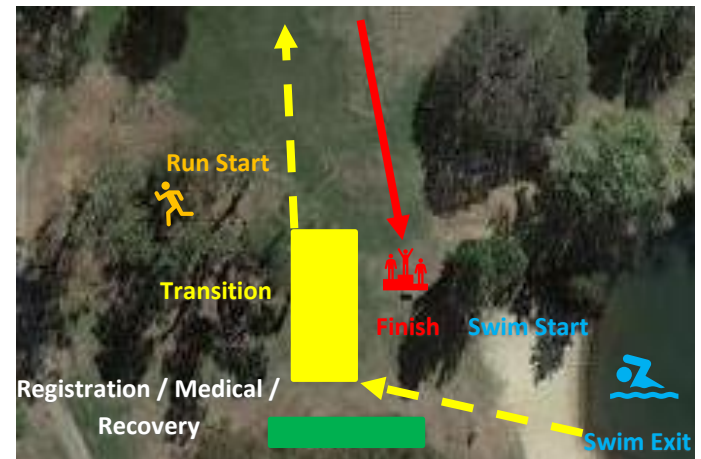 Run Start
Transition
Finish
Swim Start
Registration / Medical /
Recovery
Swim Exit